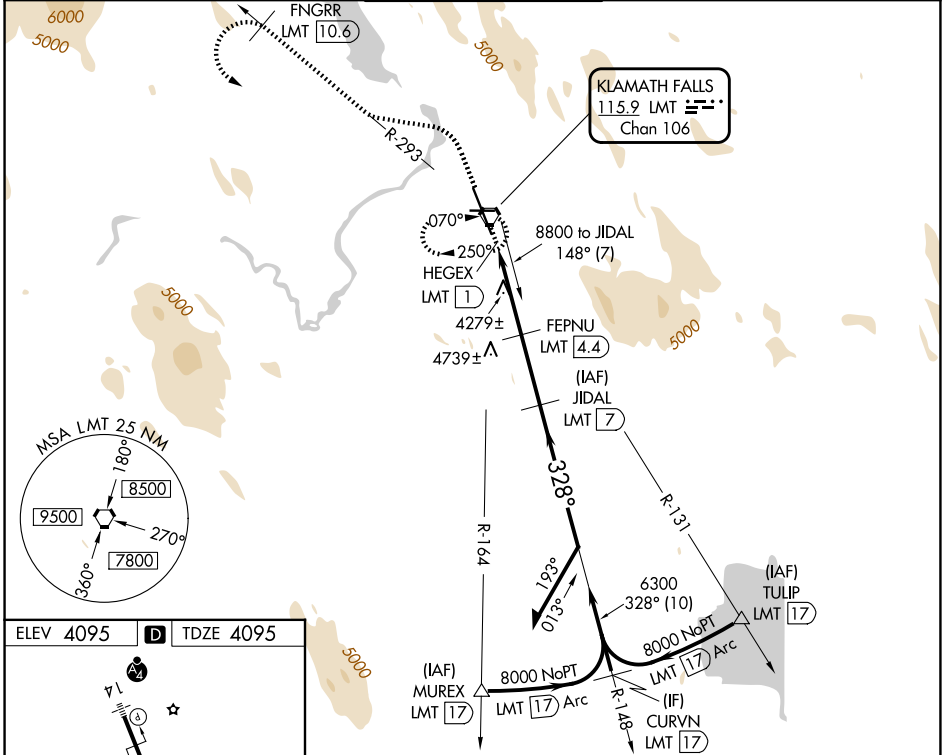 6000
5000
FNGRR
LMT 10.6
5000
KLAMATH FALLS
115.9 LMT
Chan 106
R-293
070°
250°
8800 to JIDAL
148° (7)
HEGEX
LMT 1
4279±
4739±
FEPNU
LMT 4.4
5000
5000
(IAF)
JIDAL
LMT 7
MSA LMT 25 NM
180°
8500
9500
270°
7800
360°
328°
R-164
R-131
193°
013°
6300
328° (10)
(IAF)
TULIP
LMT 17
8000 NoPT
LMT 17 Arc
(IAF)
MUREX
LMT 17
8000 NoPT
LMT 17 Arc
R-148
(IF)
CURVN
LMT 17
5000
ELEV 4095
D
TDZE 4095
A4
14
P